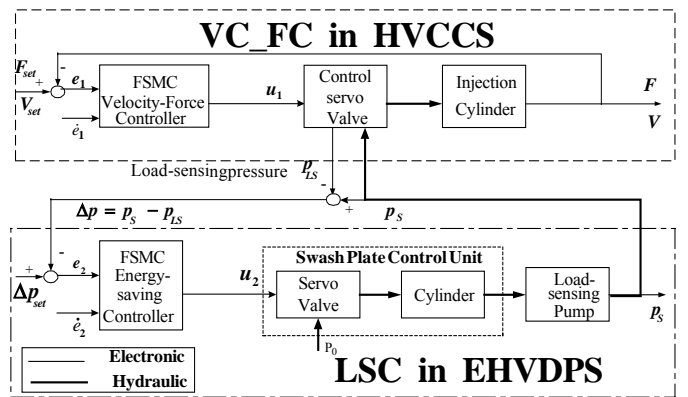 VC_FC in HVCCS
F_set
+
-
e_1
V_set
ė_1
FSMC
Velocity-Force
Controller
u_1
Control
servo
Valve
Injection
Cylinder
F
V
Load-sensingpressure
p_LS
-
+
p_S
Δp = p_S - p_LS
-
+
e_2
Δp_set
ė_2
FSMC
Energy-
saving
Controller
u_2
Swash Plate Control Unit
Servo
Valve
Cylinder
P_0
Load-
sensing
Pump
p_S
Electronic
Hydraulic
LSC in EHVDPS